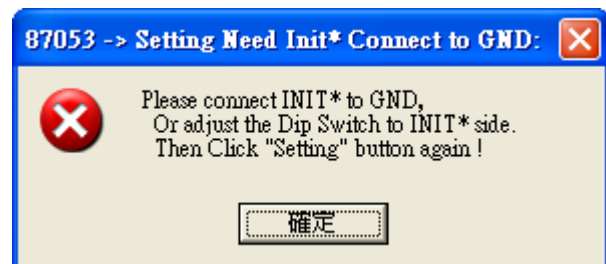 87053 -> Setting Need Init* Connect to GND:
Please connect INIT* to GND,
Or adjust the Dip Switch to INIT* side.
Then Click "Setting" button again !
確定